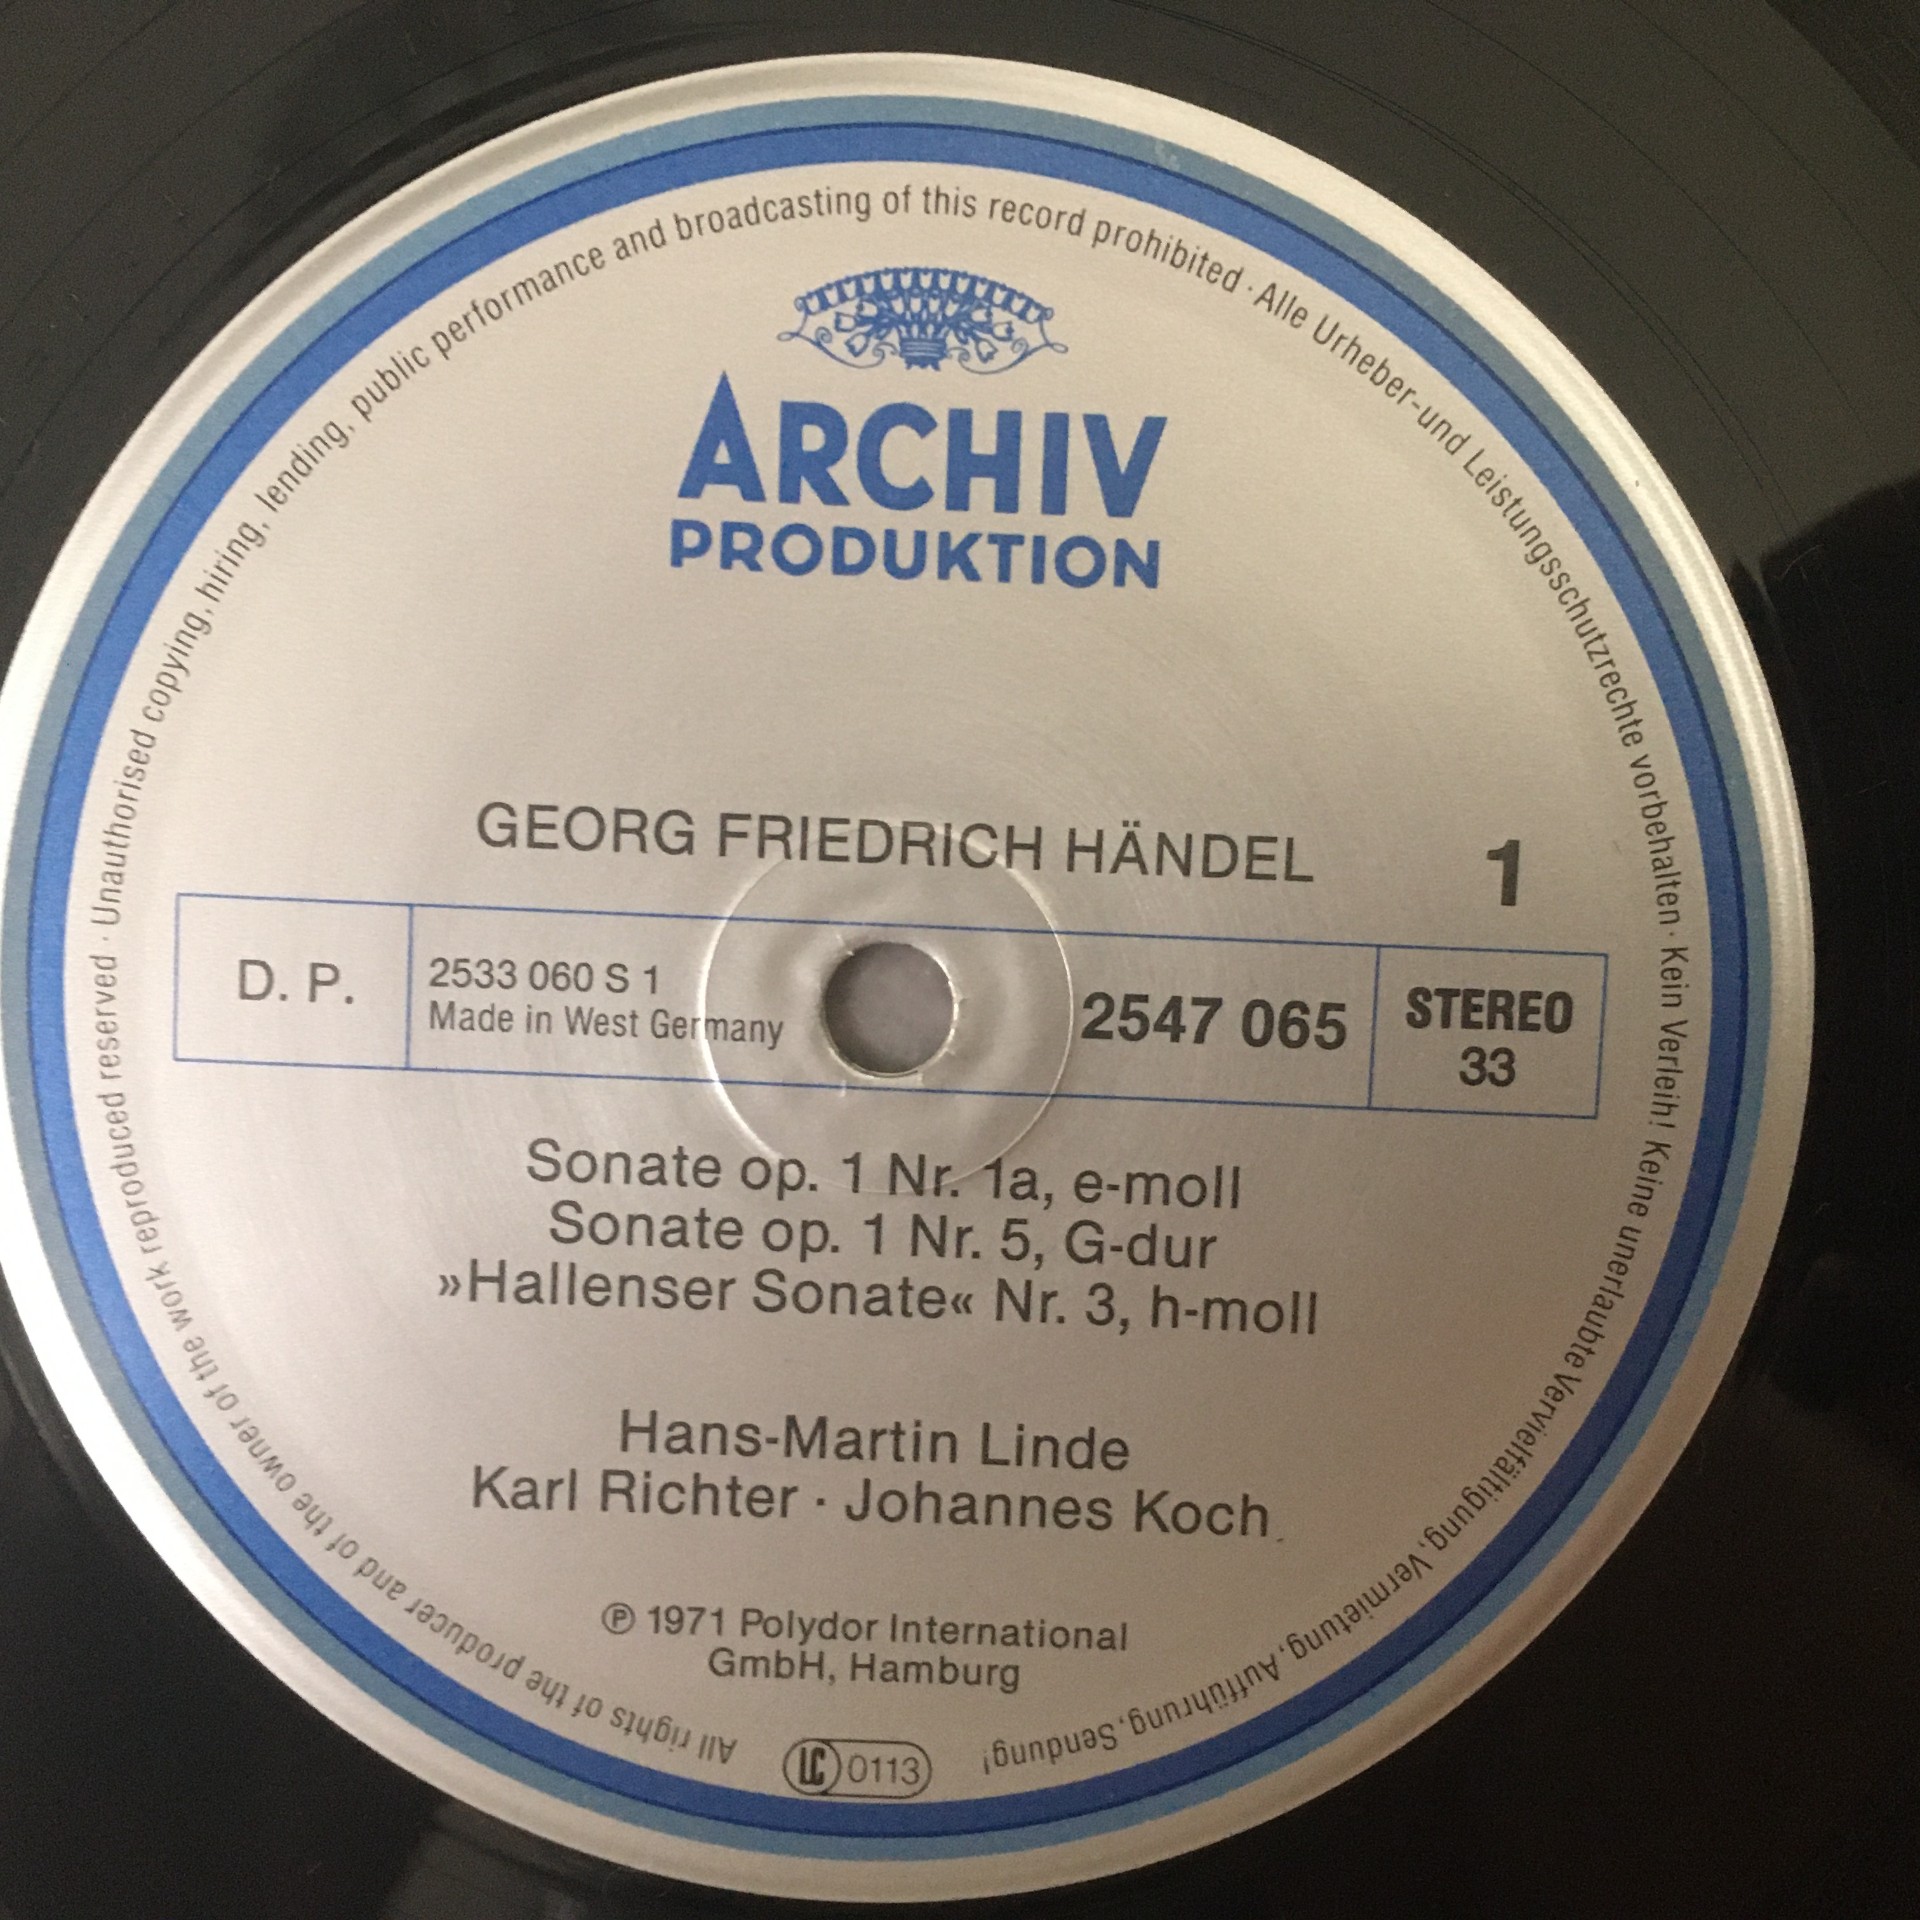 All rights of the producer and of the owner of the work reproduced reserved · Unauthorised copying, hiring, lending, public performance and broadcasting of this record prohibited · Alle Urheber-und Leistungsschutzrechte vorbehalten · Kein Verleih! Keine unerlaubte Vervielfältigung, Vermietung, Aufführung, Sendung!
ARCHIV
PRODUKTION
GEORG FRIEDRICH HÄNDEL
1
D. P.
2533 060 S 1
Made in West Germany
2547 065
STEREO
33
Sonate op. 1 Nr. 1a, e-moll
Sonate op. 1 Nr. 5, G-dur
»Hallenser Sonate« Nr. 3, h-moll
Hans-Martin Linde
Karl Richter · Johannes Koch
℗ 1971 Polydor International
GmbH, Hamburg
LC 0113